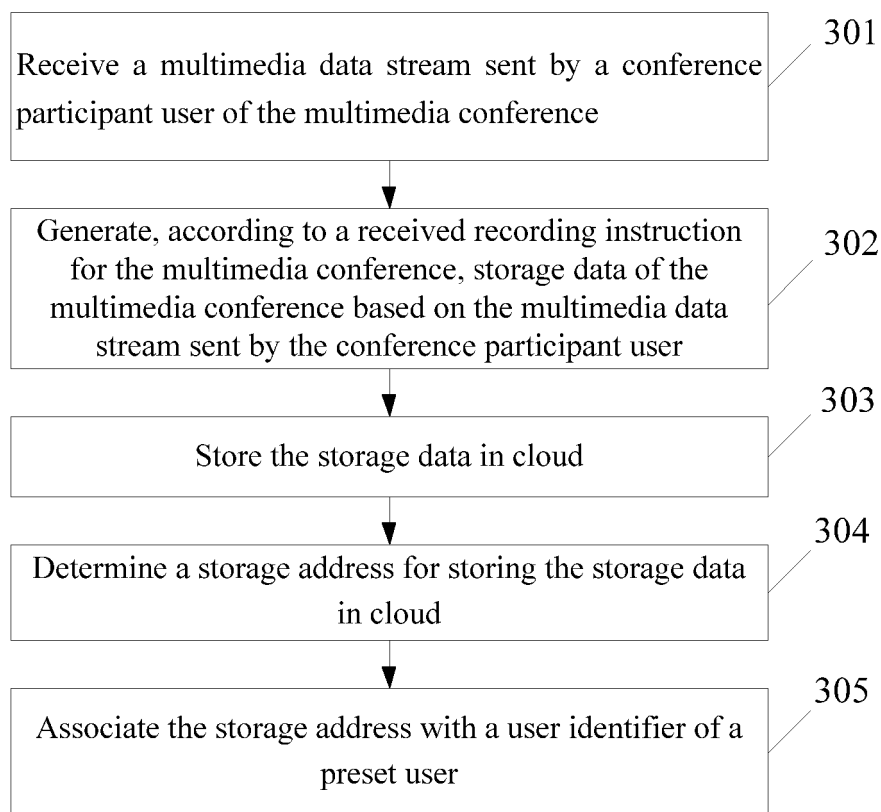 301
Receive a multimedia data stream sent by a conference
participant user of the multimedia conference
302
Generate, according to a received recording instruction
for the multimedia conference, storage data of the
multimedia conference based on the multimedia data
stream sent by the conference participant user
303
Store the storage data in cloud
304
Determine a storage address for storing the storage data
in cloud
305
Associate the storage address with a user identifier of a
preset user